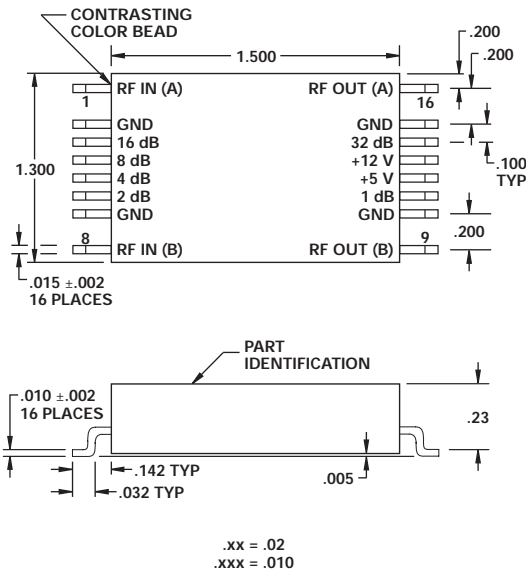 CONTRASTING
COLOR BEAD
1.500
.200
.200
RF IN (A)
RF OUT (A)
1
16
GND
GND
16 dB
32 dB
8 dB
+12 V
.100
TYP
1.300
4 dB
+5 V
2 dB
1 dB
GND
GND
8
9
.200
RF IN (B)
RF OUT (B)
.015 ±.002
16 PLACES
PART
IDENTIFICATION
.010 ±.002
16 PLACES
.23
.142 TYP
.005
.032 TYP
.xx = .02
.xxx = .010